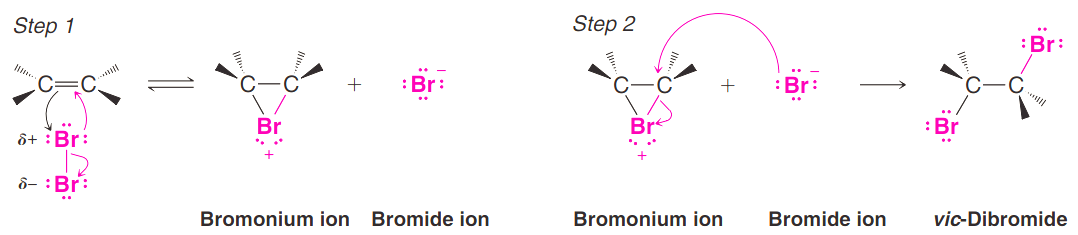 Step 1
C=C
δ+ :Br:
δ− :Br:
C—C
Br
+
+
:Br:−
Bromonium ion Bromide ion
Step 2
C—C
Br
+
+
:Br:−
C—C
:Br:
:Br
Bromonium ion Bromide ion vic-Dibromide